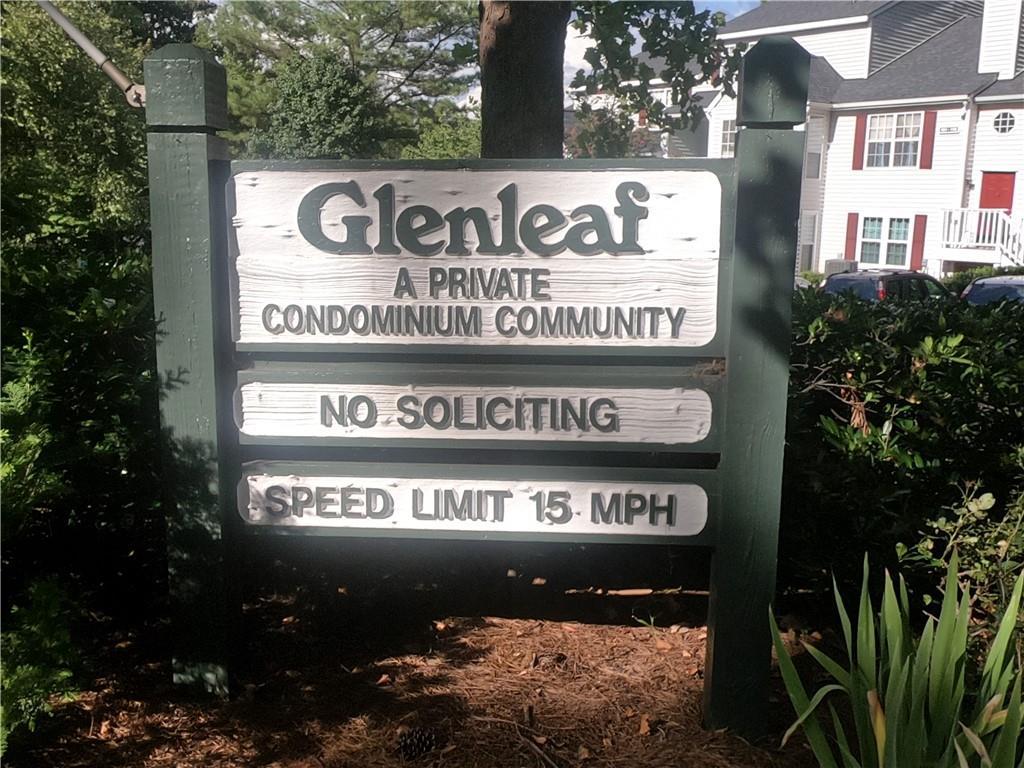 Glenleaf
A PRIVATE
CONDOMINIUM COMMUNITY
NO SOLICITING
SPEED LIMIT 15 MPH